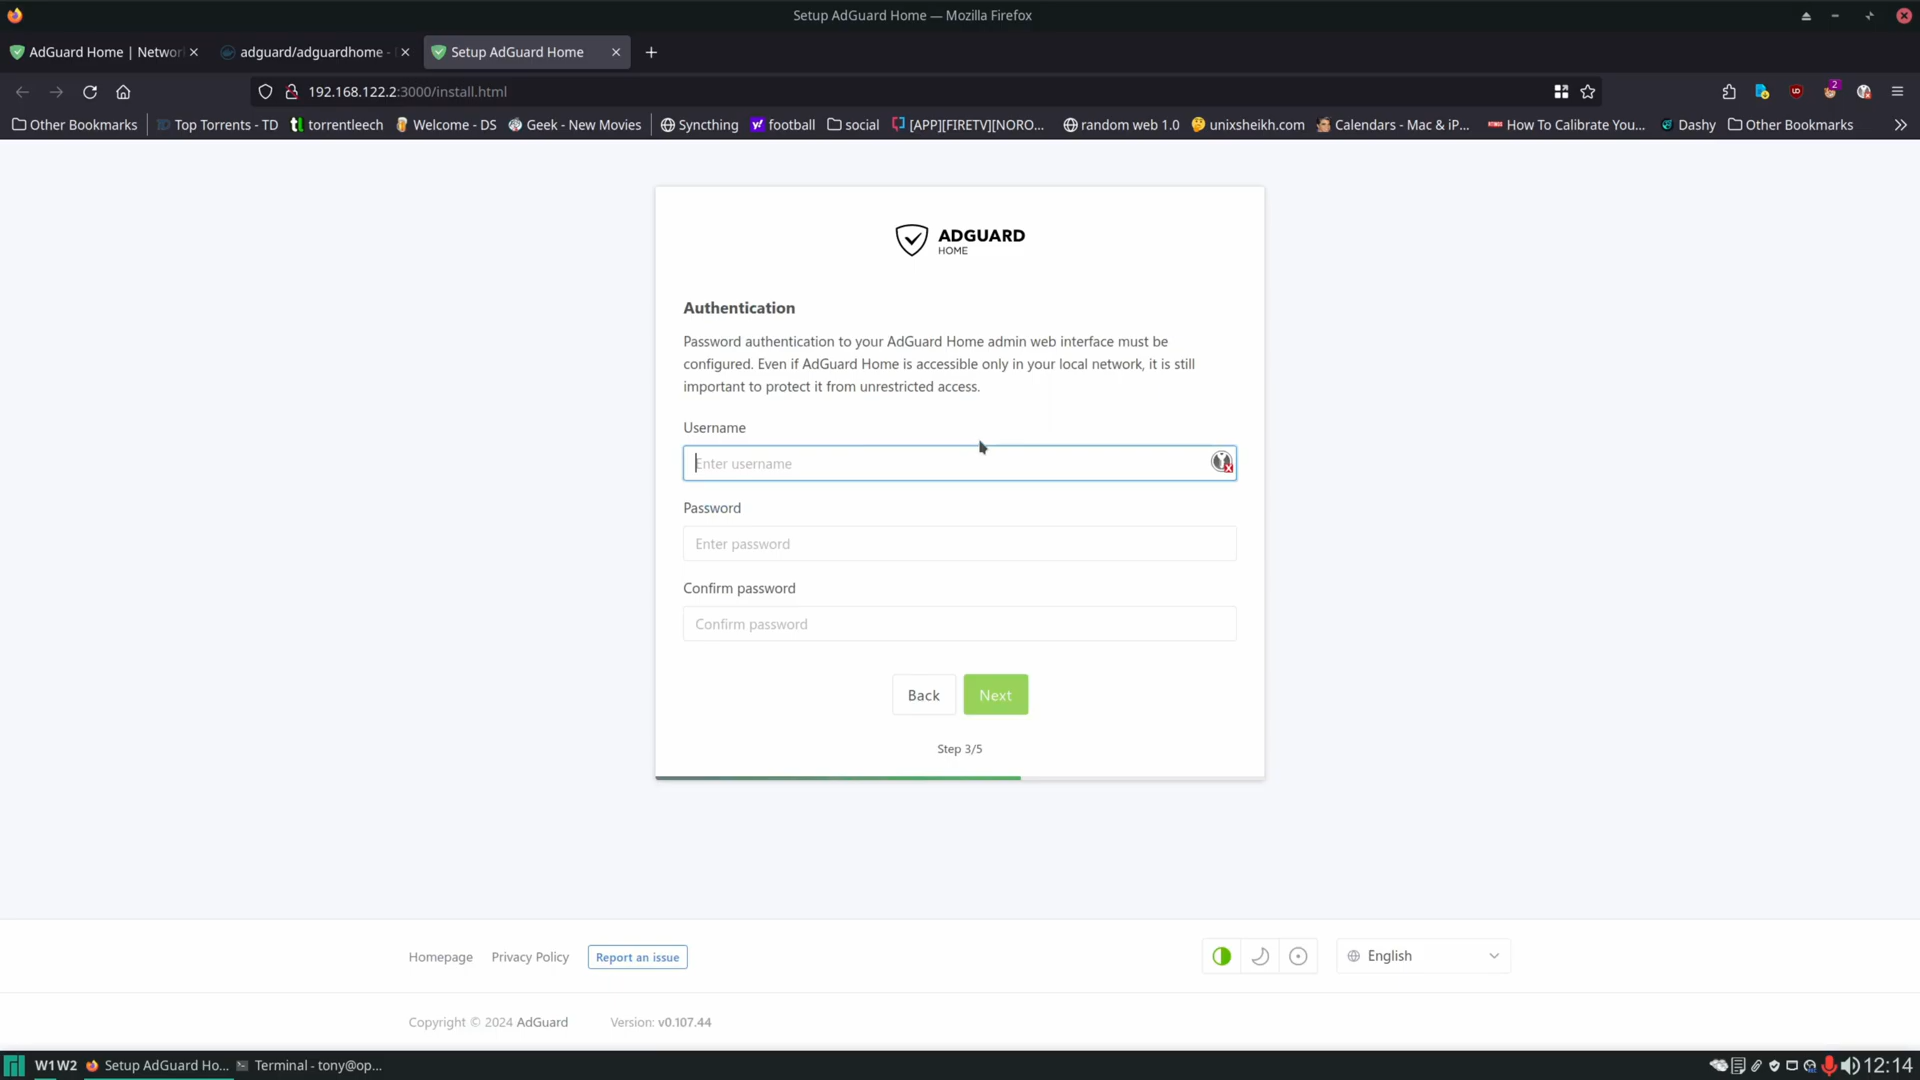 Setup AdGuard Home — Mozilla Firefox
AdGuard Home | Networ
adguard/adguardhome -
Setup AdGuard Home
192.168.122.2:3000/install.html
2
Other Bookmarks
Top Torrents - TD
torrentleech
Welcome - DS
Geek - New Movies
Syncthing
football
social
[APP][FIRETV][NORO...
random web 1.0
unixsheikh.com
Calendars - Mac & iP...
How To Calibrate You...
Dashy
Other Bookmarks
ADGUARD
HOME
Authentication
Password authentication to your AdGuard Home admin web interface must be
configured. Even if AdGuard Home is accessible only in your local network, it is still
important to protect it from unrestricted access.
Username
Enter username
Password
Enter password
Confirm password
Confirm password
Back
Next
Step 3/5
Homepage
Privacy Policy
Report an issue
English
Copyright © 2024 AdGuard
Version: v0.107.44
W1W2
Setup AdGuard Ho...
Terminal - tony@op...
12:14